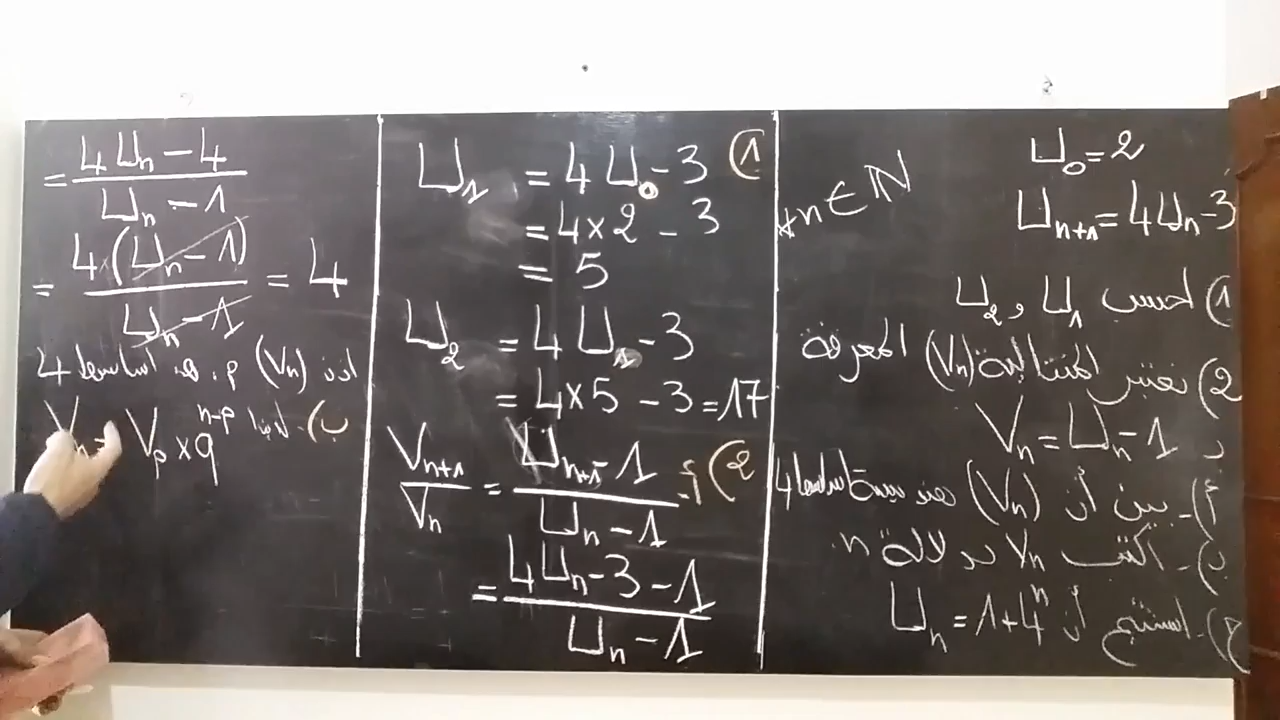 U₀ = 2
Uₙ₊₁ = 4Uₙ - 3
*n ∈ ℕ
1) احسب U₁ و U₂
2) نعتبر المتتالية (Vₙ) المعرفة
بـ Vₙ = Uₙ - 1
أ)- بين أن (Vₙ) هندسية أساسها 4
ب)- اكتب Vₙ بدلالة n
ج)- استنتج أن Uₙ = 1 + 4ⁿ
1) U₁ = 4U₀ - 3
= 4 × 2 - 3
= 5
U₂ = 4U₁ - 3
= 4 × 5 - 3 = 17
2) أ- Vₙ₊₁ / Vₙ = (Uₙ₊₁ - 1) / (Uₙ - 1)
= (4Uₙ - 3 - 1) / (Uₙ - 1)
= (4Uₙ - 4) / (Uₙ - 1)
= 4×(Uₙ - 1) / (Uₙ - 1) = 4
اذن (Vₙ) م. هـ أساسها 4
ب)- لدينا Vₙ = Vₚ × qⁿ⁻ᵖ